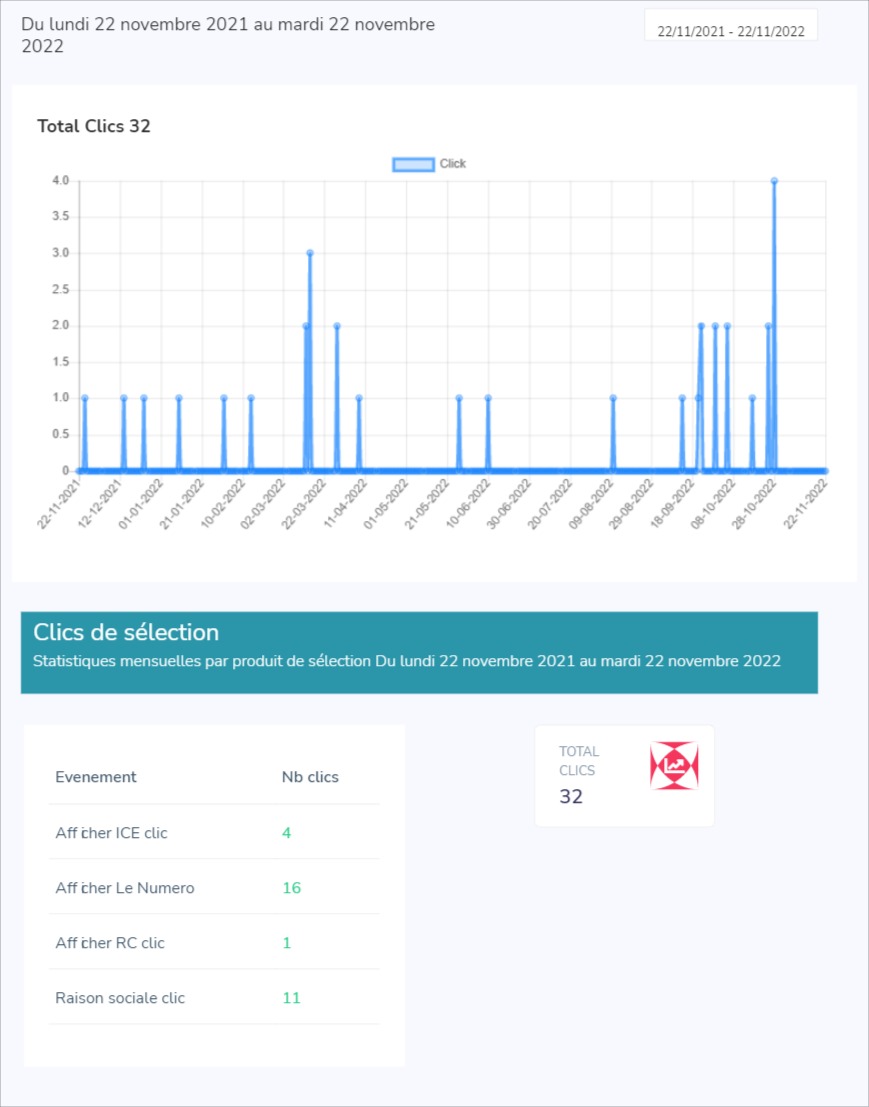 Du lundi 22 novembre 2021 au mardi 22 novembre
2022
22/11/2021 - 22/11/2022
Total Clics 32
Click
4.0
3.5
3.0
2.5
2.0
1.5
1.0
0.5
0
22-11-2021
12-12-2021
01-01-2022
21-01-2022
10-02-2022
02-03-2022
22-03-2022
11-04-2022
01-05-2022
21-05-2022
10-06-2022
30-06-2022
20-07-2022
09-08-2022
29-08-2022
18-09-2022
08-10-2022
28-10-2022
22-11-2022
Clics de sélection
Statistiques mensuelles par produit de sélection Du lundi 22 novembre 2021 au mardi 22 novembre 2022
Evenement Nb clics
Afficher ICE clic 4
Afficher Le Numero 16
Afficher RC clic 1
Raison sociale clic 11
TOTAL
CLICS
32